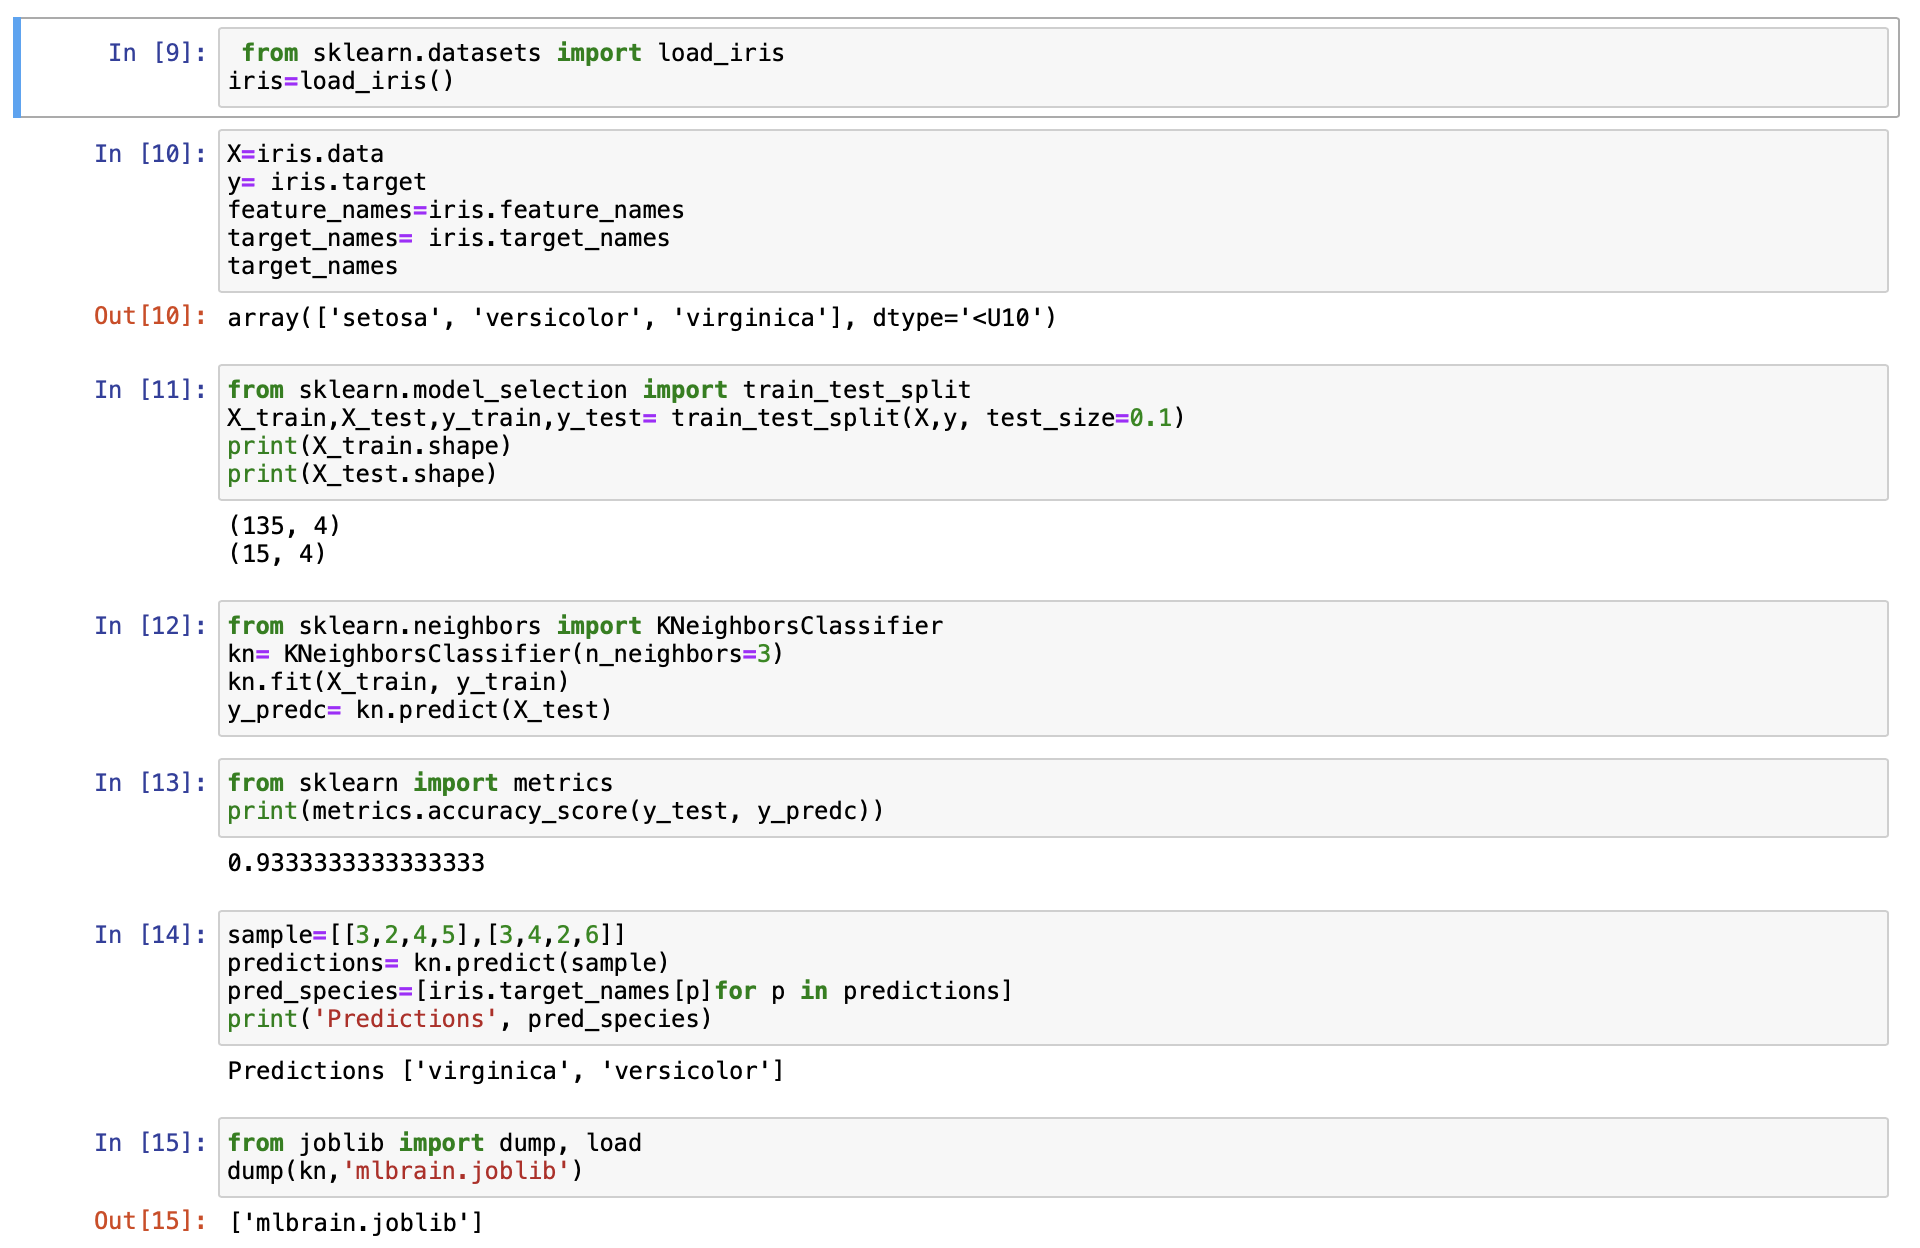 In [9]: from sklearn.datasets import load_iris
iris=load_iris()
In [10]: X=iris.data
y= iris.target
feature_names=iris.feature_names
target_names= iris.target_names
target_names
Out[10]: array(['setosa', 'versicolor', 'virginica'], dtype='<U10')
In [11]: from sklearn.model_selection import train_test_split
X_train,X_test,y_train,y_test= train_test_split(X,y, test_size=0.1)
print(X_train.shape)
print(X_test.shape)
(135, 4)
(15, 4)
In [12]: from sklearn.neighbors import KNeighborsClassifier
kn= KNeighborsClassifier(n_neighbors=3)
kn.fit(X_train, y_train)
y_predc= kn.predict(X_test)
In [13]: from sklearn import metrics
print(metrics.accuracy_score(y_test, y_predc))
0.9333333333333333
In [14]: sample=[[3,2,4,5],[3,4,2,6]]
predictions= kn.predict(sample)
pred_species=[iris.target_names[p]for p in predictions]
print('Predictions', pred_species)
Predictions ['virginica', 'versicolor']
In [15]: from joblib import dump, load
dump(kn,'mlbrain.joblib')
Out[15]: ['mlbrain.joblib']